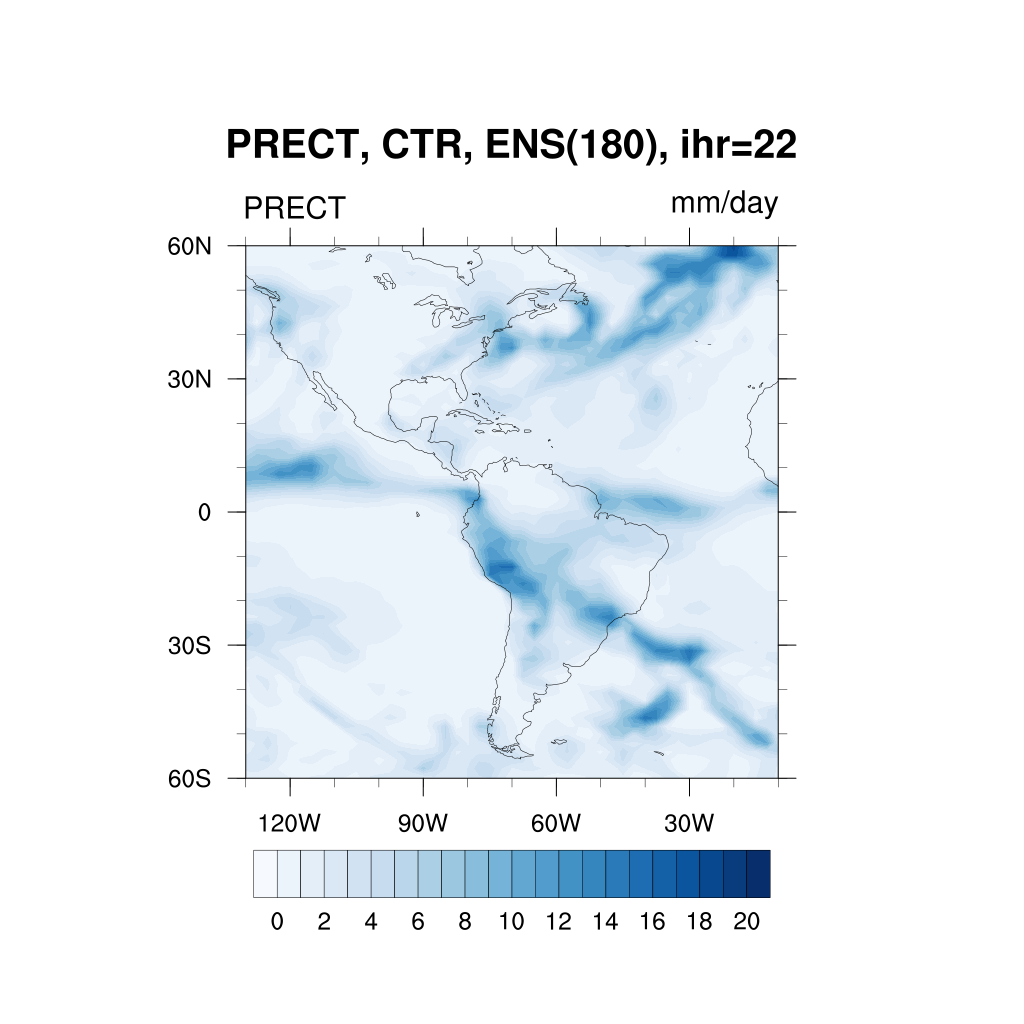 PRECT, CTR, ENS(180), ihr=22
PRECT mm/day
60N
30N
0
30S
60S
120W 90W 60W 30W
0 2 4 6 8 10 12 14 16 18 20